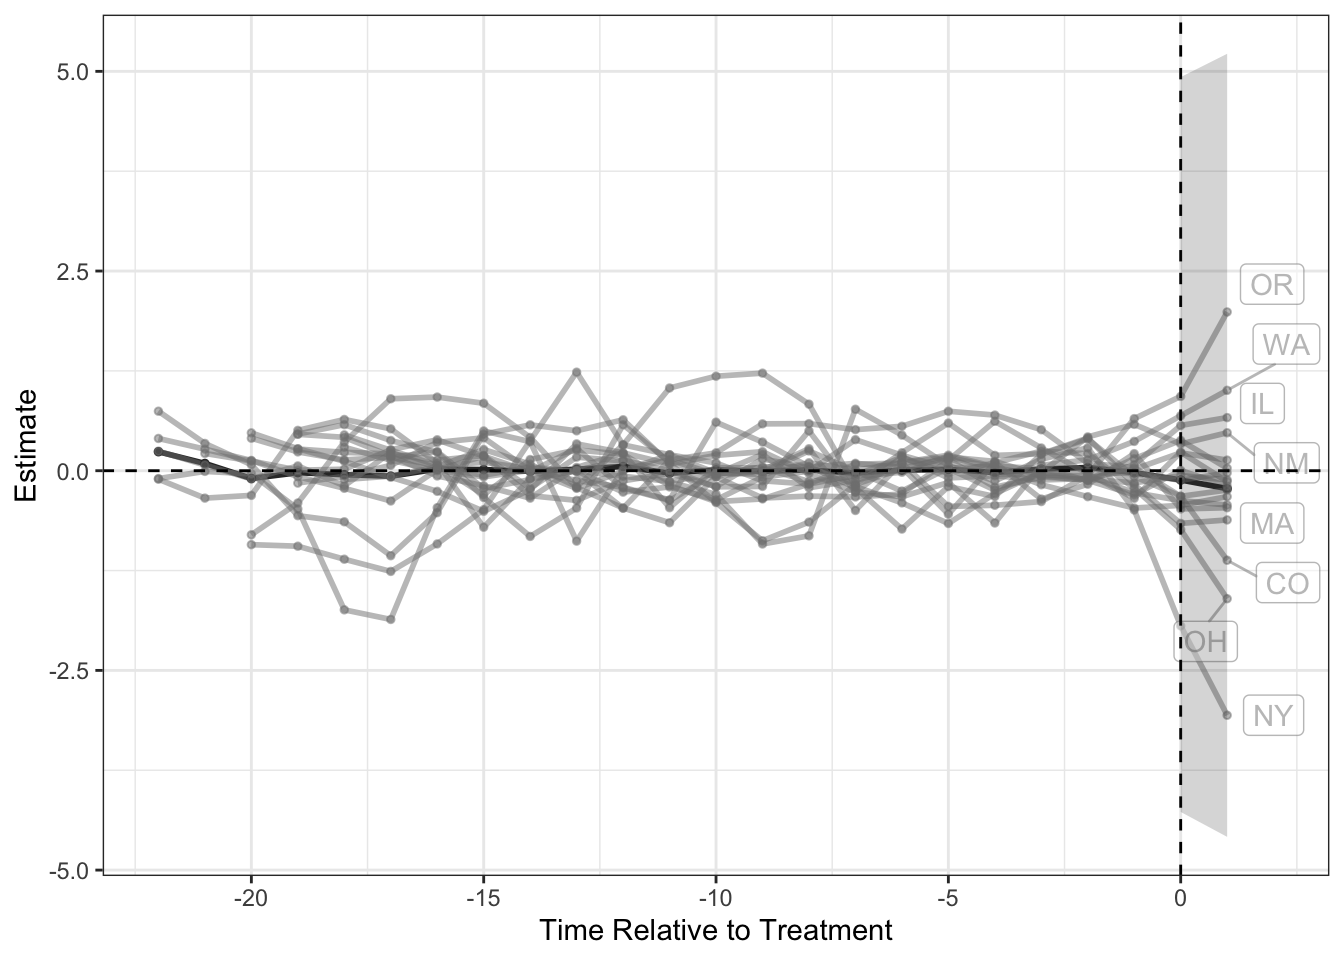 5.0
2.5
0.0
-2.5
-5.0
Estimate
OR
WA
IL
NM
MA
CO
OH
NY
-20
-15
-10
-5
0
Time Relative to Treatment